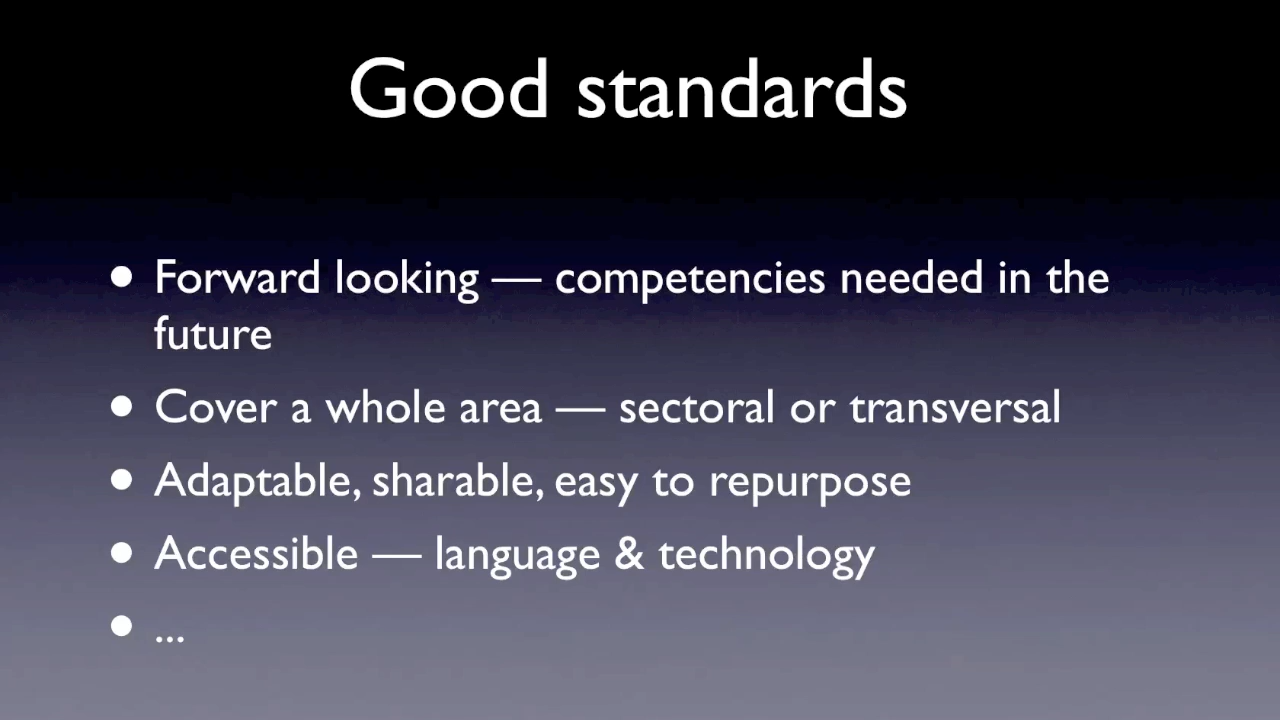 Good standards
• Forward looking — competencies needed in the
future
• Cover a whole area — sectoral or transversal
• Adaptable, sharable, easy to repurpose
• Accessible — language & technology
• ...